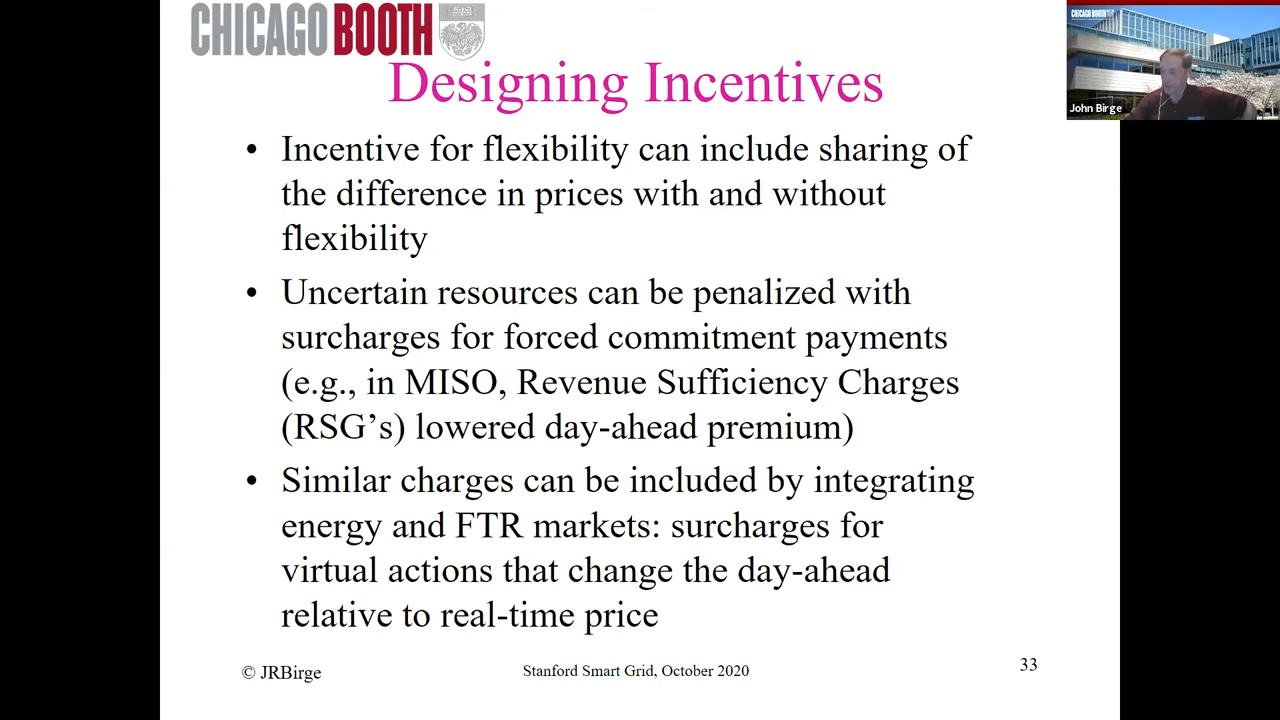 CHICAGO BOOTH
Designing Incentives
• Incentive for flexibility can include sharing of
the difference in prices with and without
flexibility
• Uncertain resources can be penalized with
surcharges for forced commitment payments
(e.g., in MISO, Revenue Sufficiency Charges
(RSG’s) lowered day-ahead premium)
• Similar charges can be included by integrating
energy and FTR markets: surcharges for
virtual actions that change the day-ahead
relative to real-time price
© JRBirge
Stanford Smart Grid, October 2020
33
CHICAGO BOOTH
John Birge